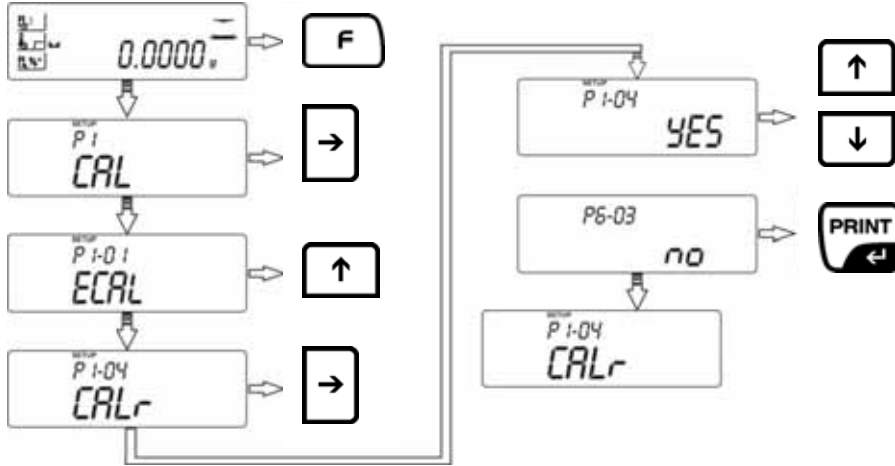 0.0000 g
F
SETUP
P1
CAL
→
SETUP
P1-01
ECAL
↑
SETUP
P1-04
CALr
→
SETUP
P1-04
YES
↑
↓
P6-03
no
PRINT
SETUP
P1-04
CALr